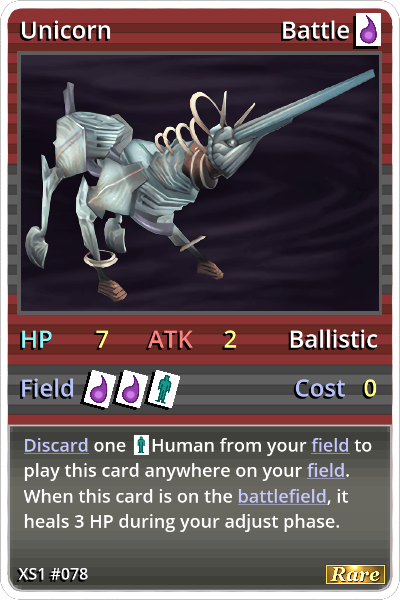 Unicorn Battle
HP 7 ATK 2 Ballistic
Field Cost 0
Discard one Human from your field to
play this card anywhere on your field.
When this card is on the battlefield, it
heals 3 HP during your adjust phase.
XS1 #078 Rare